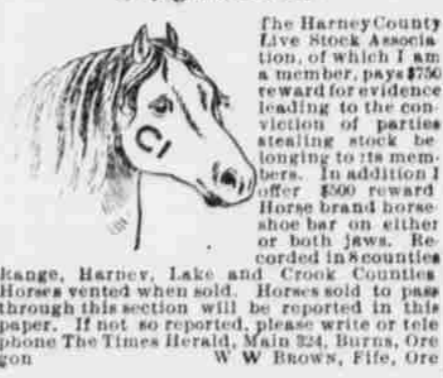 The Harney County
Live Stock Associa
tion, of which I am
a member, pays $750
reward for evidence
leading to the con-
viction of parties
stealing stock be
longing to its mem-
bers. In addition I
offer $500 reward
Horse brand horse
shoe bar on either
or both jaws. Re-
corded in 8 counties
Range, Harney, Lake and Crook Counties
Horses vented when sold. Horses sold to pass
through this section will be reported in this
paper. If not so reported, please write or tele
phone The Times Herald, Main 324, Burns, Ore
gon W W BROWN, Fife, Ore